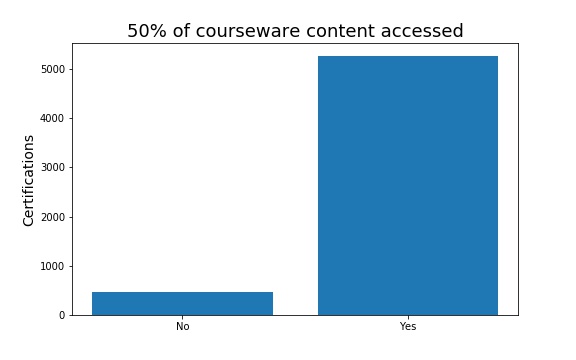 50% of courseware content accessed
Certifications
5000
4000
3000
2000
1000
0
No
Yes